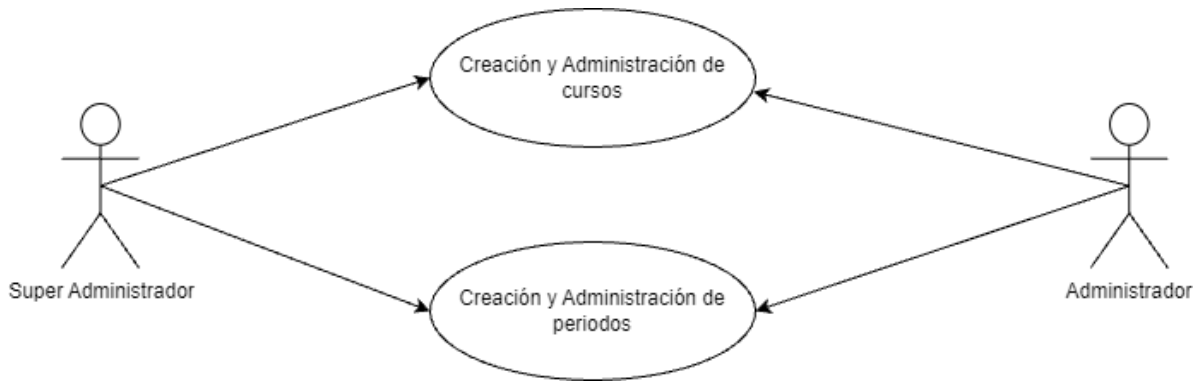 Creación y Administración de
cursos
Super Administrador
Administrador
Creación y Administración de
periodos